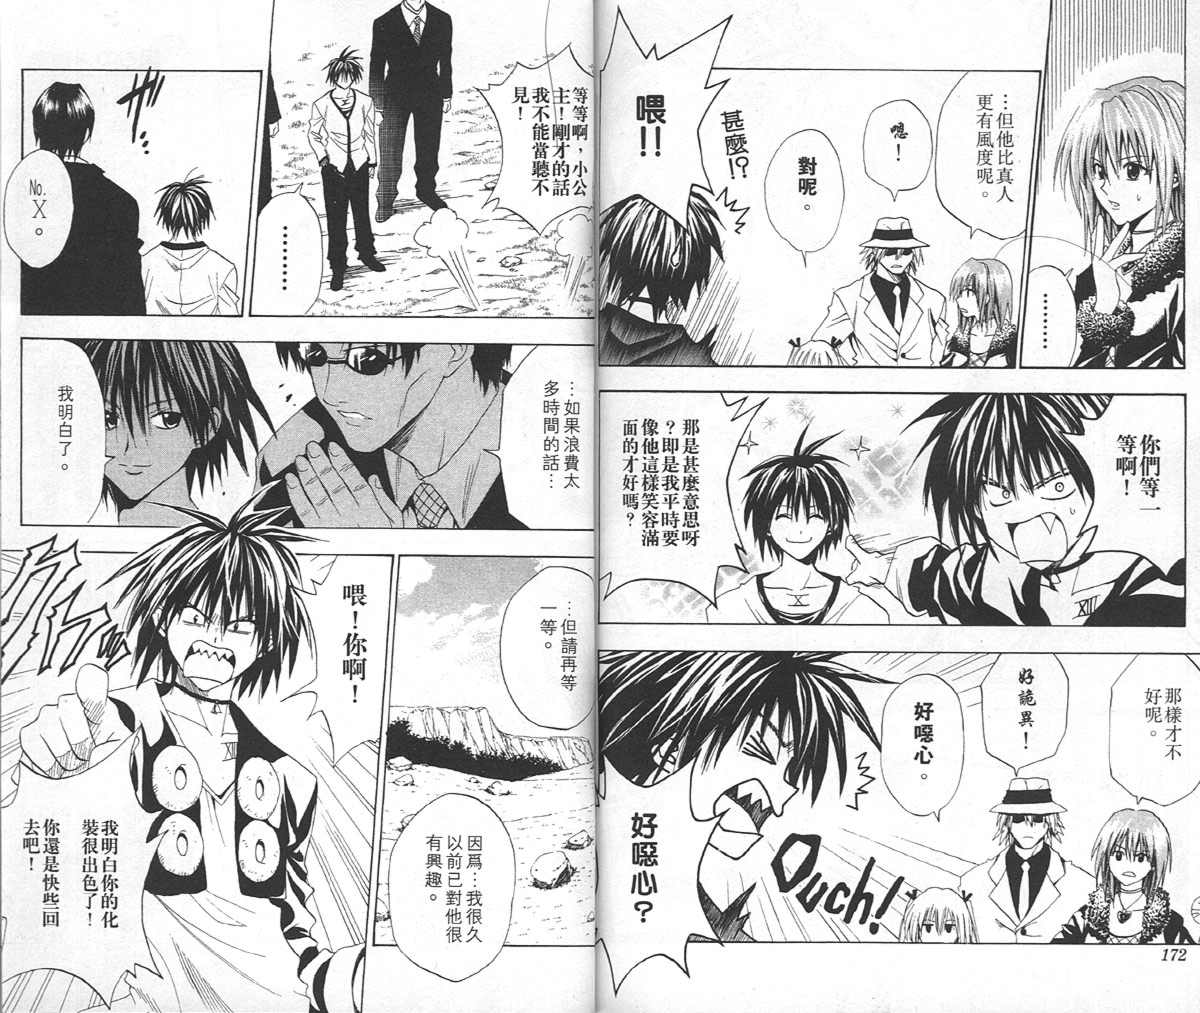 …但他比真人
更有風度呢。
………
嗯！
對呢。
甚麼!?
喂!!
你們等一
等啊！
XIII
那是甚麼意思呀
？即是我平時要
像他這樣笑容滿
面的才好嗎？
那樣才不
好呢。
好詭異！
好噁心。
Ouch!
好噁心？
172
等等啊，小公
主！剛才的話
我不能當聽不
見！
………
No.
X。
…如果浪費太
多時間的話…
我明白了。
…但請再等
一等。
因爲…我很久
以前已對他很
有興趣。
喂！你啊！
XIII
我明白你的化
裝很出色了！
你還是快些回
去吧！